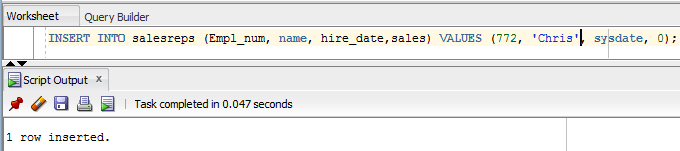 Worksheet Query Builder
INSERT INTO salesreps (Empl_num, name, hire_date,sales) VALUES (772, 'Chris', sysdate, 0);
Script Output x
Task completed in 0.047 seconds
1 row inserted.